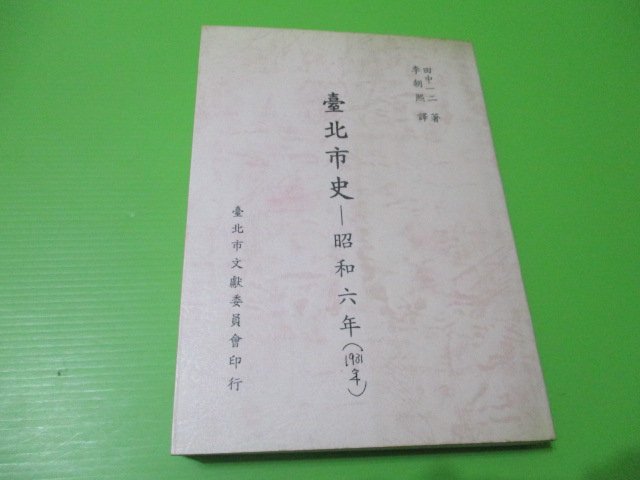 田中一二 著
李朝熙 譯
臺北市史－昭和六年(1931年)
臺北市文獻委員會印行